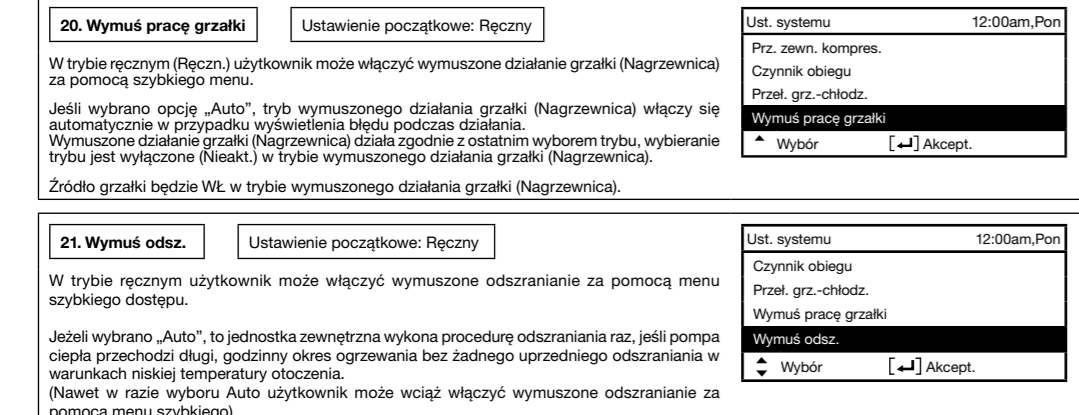 20. Wymuś pracę grzałki
Ustawienie początkowe: Ręczny
W trybie ręcznym (Ręczn.) użytkownik może włączyć wymuszone działanie grzałki (Nagrzewnica)
za pomocą szybkiego menu.
Jeśli wybrano opcję „Auto”, tryb wymuszonego działania grzałki (Nagrzewnica) włączy się
automatycznie w przypadku wyświetlenia błędu podczas działania.
Wymuszone działanie grzałki (Nagrzewnica) działa zgodnie z ostatnim wyborem trybu, wybieranie
trybu jest wyłączone (Nieakt.) w trybie wymuszonego działania grzałki (Nagrzewnica).
Źródło grzałki będzie WŁ w trybie wymuszonego działania grzałki (Nagrzewnica).
Ust. systemu 12:00am,Pon
Prz. zewn. kompres.
Czynnik obiegu
Przeł. grz.-chłodz.
Wymuś pracę grzałki
Wybór [↵] Akcept.
21. Wymuś odsz.
Ustawienie początkowe: Ręczny
W trybie ręcznym użytkownik może włączyć wymuszone odszranianie za pomocą menu
szybkiego dostępu.
Jeżeli wybrano „Auto”, to jednostka zewnętrzna wykona procedurę odszraniania raz, jeśli pompa
ciepła przechodzi długi, godzinny okres ogrzewania bez żadnego uprzedniego odszraniania w
warunkach niskiej temperatury otoczenia.
(Nawet w razie wyboru Auto użytkownik może wciąż włączyć wymuszone odszranianie za
pomocą menu szybkiego)
Ust. systemu 12:00am,Pon
Czynnik obiegu
Przeł. grz.-chłodz.
Wymuś pracę grzałki
Wymuś odsz.
Wybór [↵] Akcept.